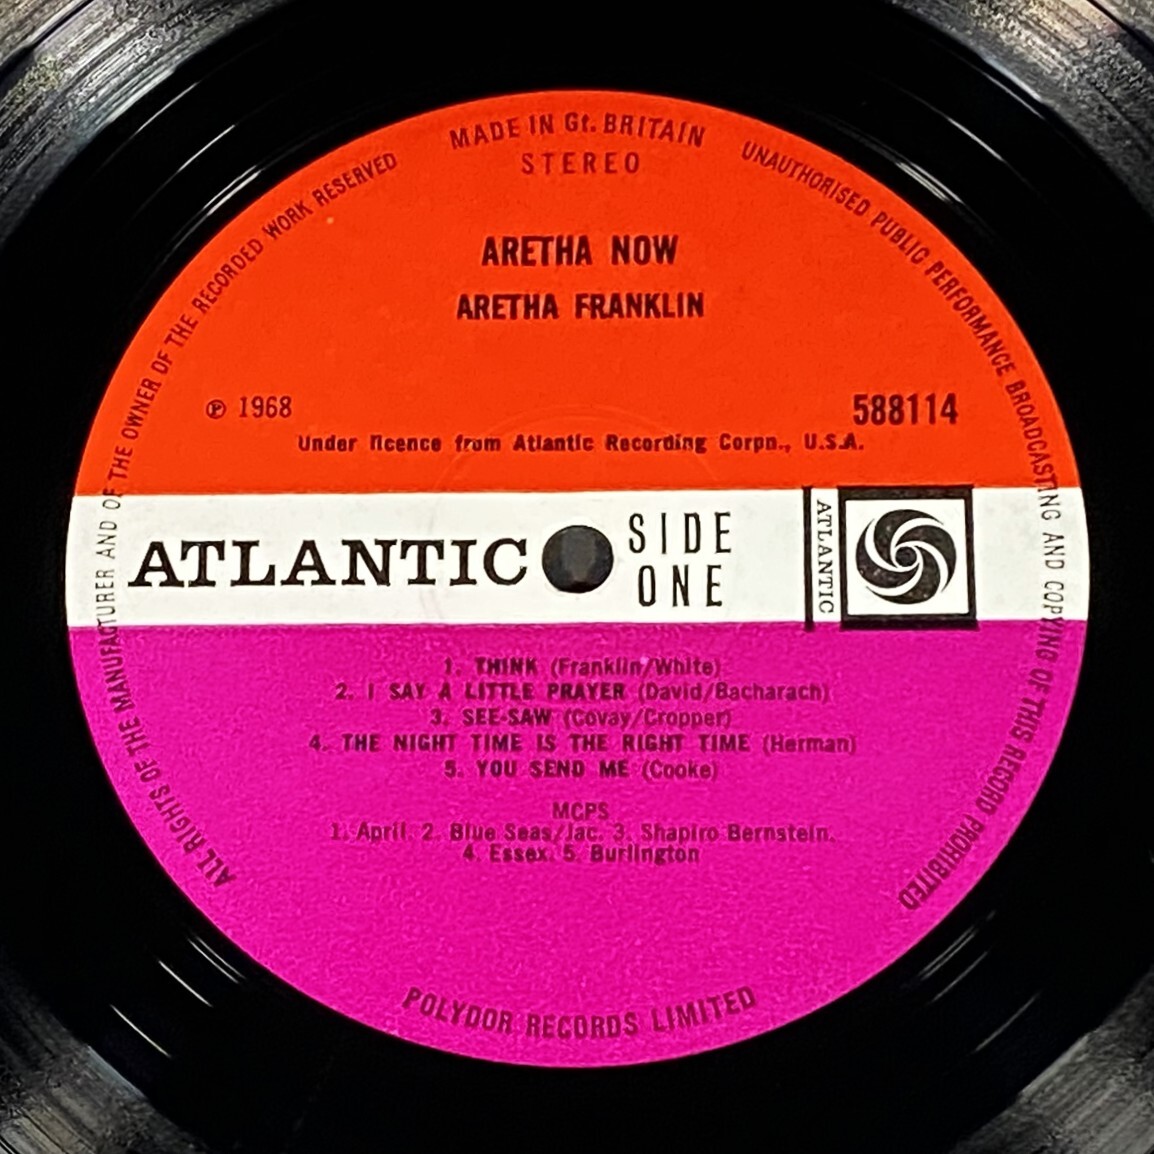 MADE IN Gt. BRITAIN
STEREO
ALL RIGHTS OF THE MANUFACTURER AND OF THE OWNER OF THE RECORDED WORK RESERVED
UNAUTHORISED PUBLIC PERFORMANCE BROADCASTING AND COPYING OF THIS RECORD PROHIBITED
ARETHA NOW
ARETHA FRANKLIN
℗ 1968
588114
Under licence from Atlantic Recording Corpn., U.S.A.
ATLANTIC
SIDE
ONE
ATLANTIC
1. THINK (Franklin/White)
2. I SAY A LITTLE PRAYER (David/Bacharach)
3. SEE-SAW (Covay/Cropper)
4. THE NIGHT TIME IS THE RIGHT TIME (Herman)
5. YOU SEND ME (Cooke)
MCPS
1. April. 2. Blue Seas/Jac. 3. Shapiro Bernstein.
4. Essex. 5. Burlington
POLYDOR RECORDS LIMITED